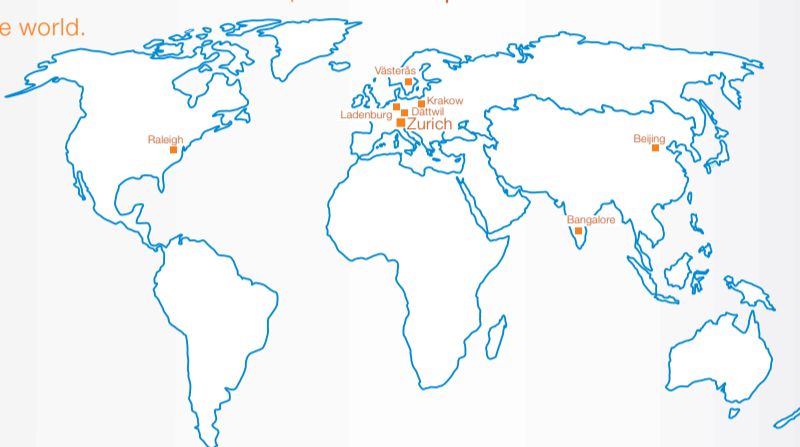 e world.
Västerås
Krakow
Ladenburg
Dättwil
Zurich
Raleigh
Beijing
Bangalore